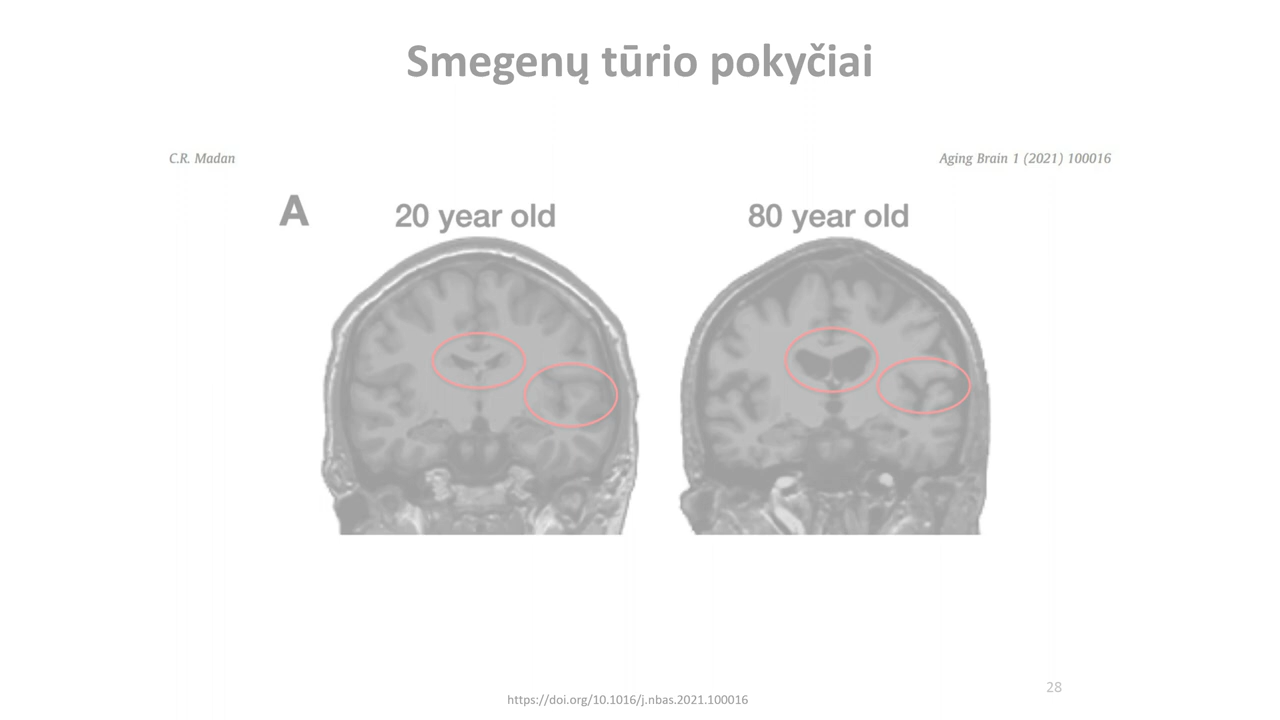 Smegenų tūrio pokyčiai
C.R. Madan
Aging Brain 1 (2021) 100016
A
20 year old
80 year old
28
https://doi.org/10.1016/j.nbas.2021.100016